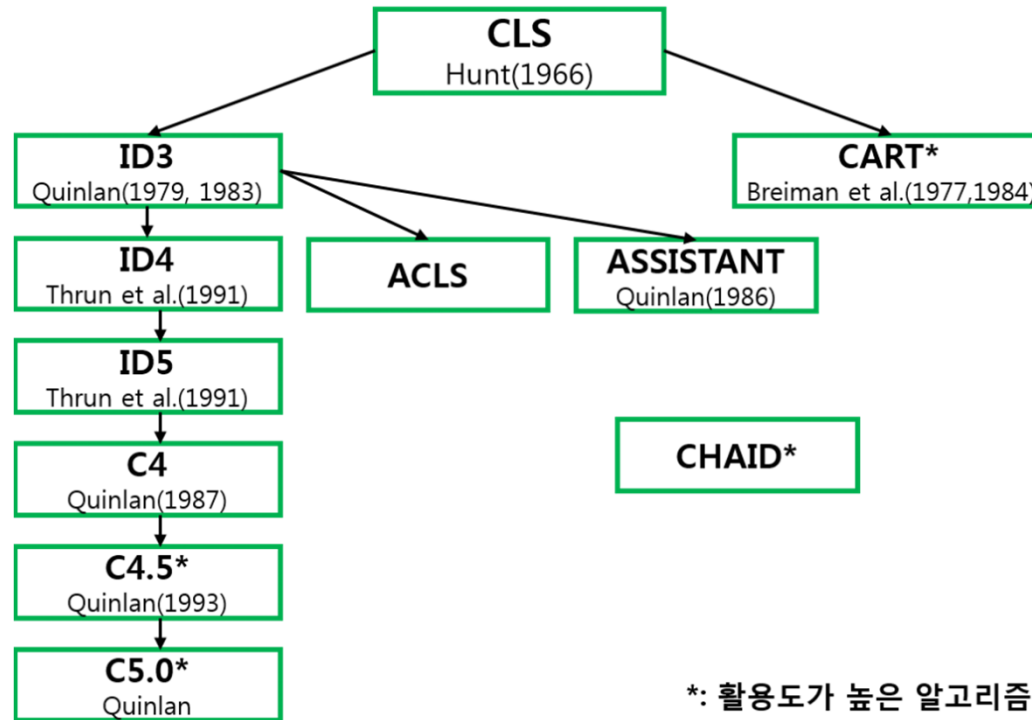 CLS
Hunt(1966)
ID3
Quinlan(1979, 1983)
CART*
Breiman et al.(1977,1984)
ID4
Thrun et al.(1991)
ACLS
ASSISTANT
Quinlan(1986)
ID5
Thrun et al.(1991)
CHAID*
C4
Quinlan(1987)
C4.5*
Quinlan(1993)
C5.0*
Quinlan
*: 활용도가 높은 알고리즘